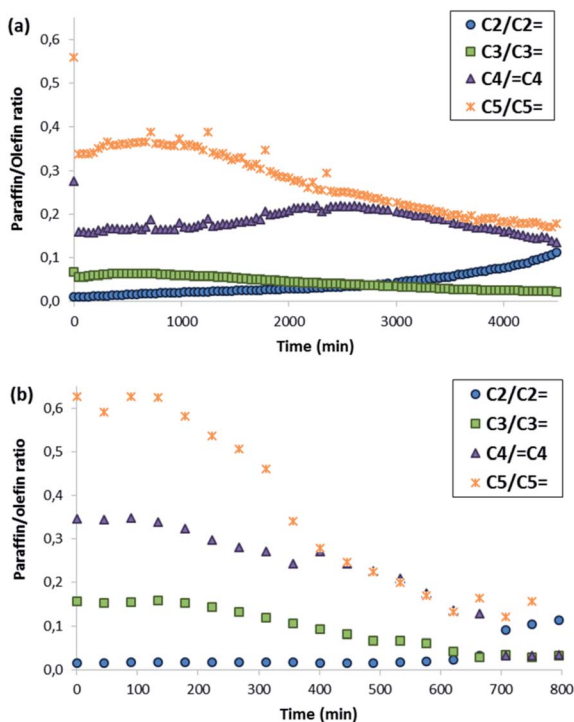 (a)
C2/C2=
C3/C3=
C4/=C4
C5/C5=
Paraffin/Olefin ratio
0,6
0,5
0,4
0,3
0,2
0,1
0,0
0 1000 2000 3000 4000
Time (min)
(b)
C2/C2=
C3/C3=
C4/=C4
C5/C5=
Paraffin/olefin ratio
0,6
0,5
0,4
0,3
0,2
0,1
0,0
0 100 200 300 400 500 600 700 800
Time (min)